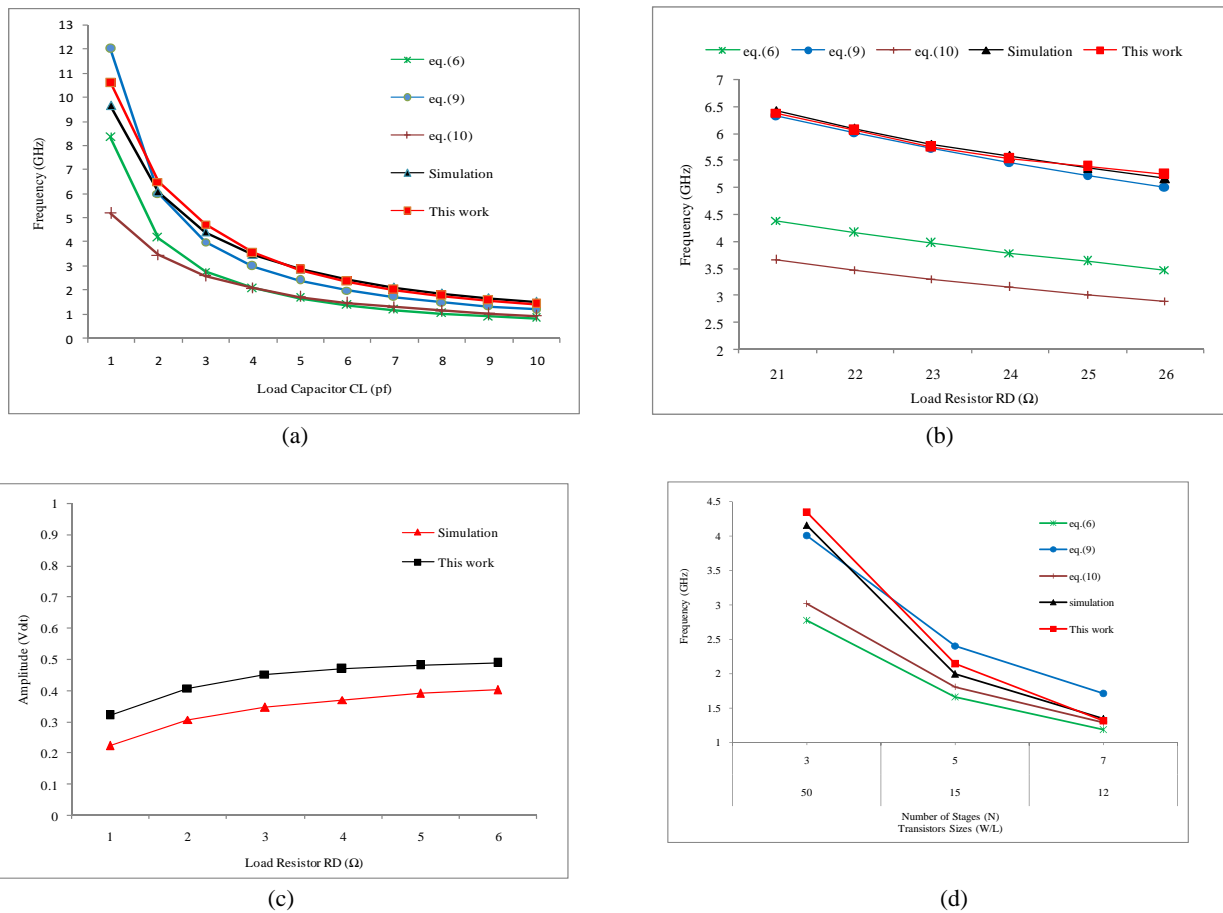 13
12
11
10
9
8
7
6
5
4
3
2
1
0
Frequency (GHz)
eq.(6)
eq.(9)
eq.(10)
Simulation
This work
1 2 3 4 5 6 7 8 9 10
Load Capacitor CL (pf)
(a)
eq.(6) eq.(9) eq.(10) Simulation This work
7
6.5
6
5.5
5
4.5
4
3.5
3
2.5
2
Frequency (GHz)
21 22 23 24 25 26
Load Resistor RD (Ω)
(b)
1
0.9
0.8
0.7
0.6
0.5
0.4
0.3
0.2
0.1
0
Amplitude (Volt)
Simulation
This work
1 2 3 4 5 6
Load Resistor RD (Ω)
(c)
4.5
4
3.5
3
2.5
2
1.5
1
Frequency (GHz)
eq.(6)
eq.(9)
eq.(10)
simulation
This work
3 5 7
50 15 12
Number of Stages (N)
Transistors Sizes (W/L)
(d)